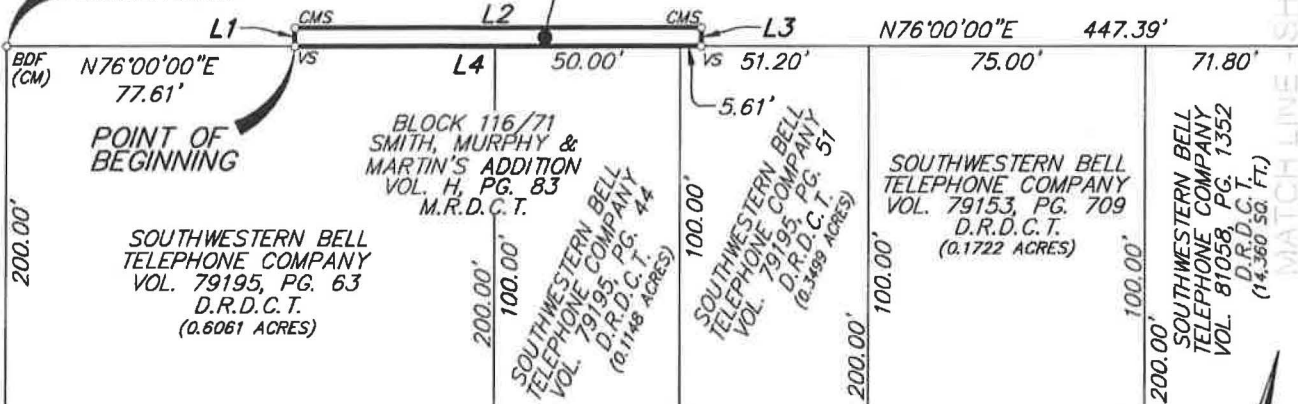 CMS
L2
CMS
L1
L3
N76°00'00"E
447.39'
BDF
(CM)
N76°00'00"E
77.61'
VS
L4
50.00'
VS
51.20'
75.00'
71.80'
5.61'
POINT OF
BEGINNING
BLOCK 116/71
SMITH, MURPHY &
MARTIN'S ADDITION
VOL. H, PG. 83
M.R.D.C.T.
200.00'
SOUTHWESTERN BELL
TELEPHONE COMPANY
VOL. 79195, PG. 63
D.R.D.C.T.
(0.6061 ACRES)
200.00'
100.00'
SOUTHWESTERN BELL
TELEPHONE COMPANY
VOL. 79195, PG. 44
D.R.D.C.T.
(0.1148 ACRES)
100.00'
SOUTHWESTERN BELL
TELEPHONE COMPANY
VOL. 79195, PG. 51
D.R.D.C.T.
(0.3499 ACRES)
200.00'
100.00'
SOUTHWESTERN BELL
TELEPHONE COMPANY
VOL. 79153, PG. 709
D.R.D.C.T.
(0.1722 ACRES)
100.00'
200.00'
SOUTHWESTERN BELL
TELEPHONE COMPANY
VOL. 81058, PG. 1352
D.R.D.C.T.
(14,360 SQ. FT.)
MATCH LINE-SH